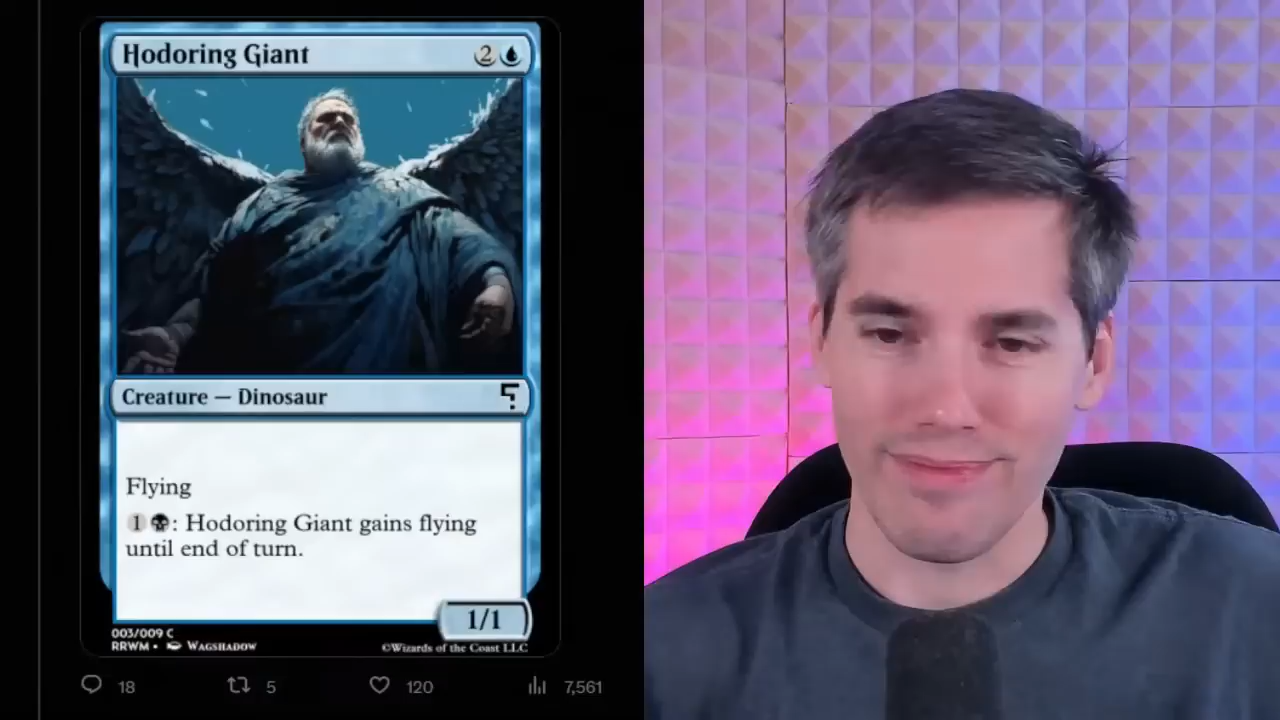 Hodoring Giant 2
Creature — Dinosaur
Flying
1 : Hodoring Giant gains flying
until end of turn.
1/1
003/009 C
RRWM • WAGSHADOW
©Wizards of the Coast LLC
18 5 120 7,561